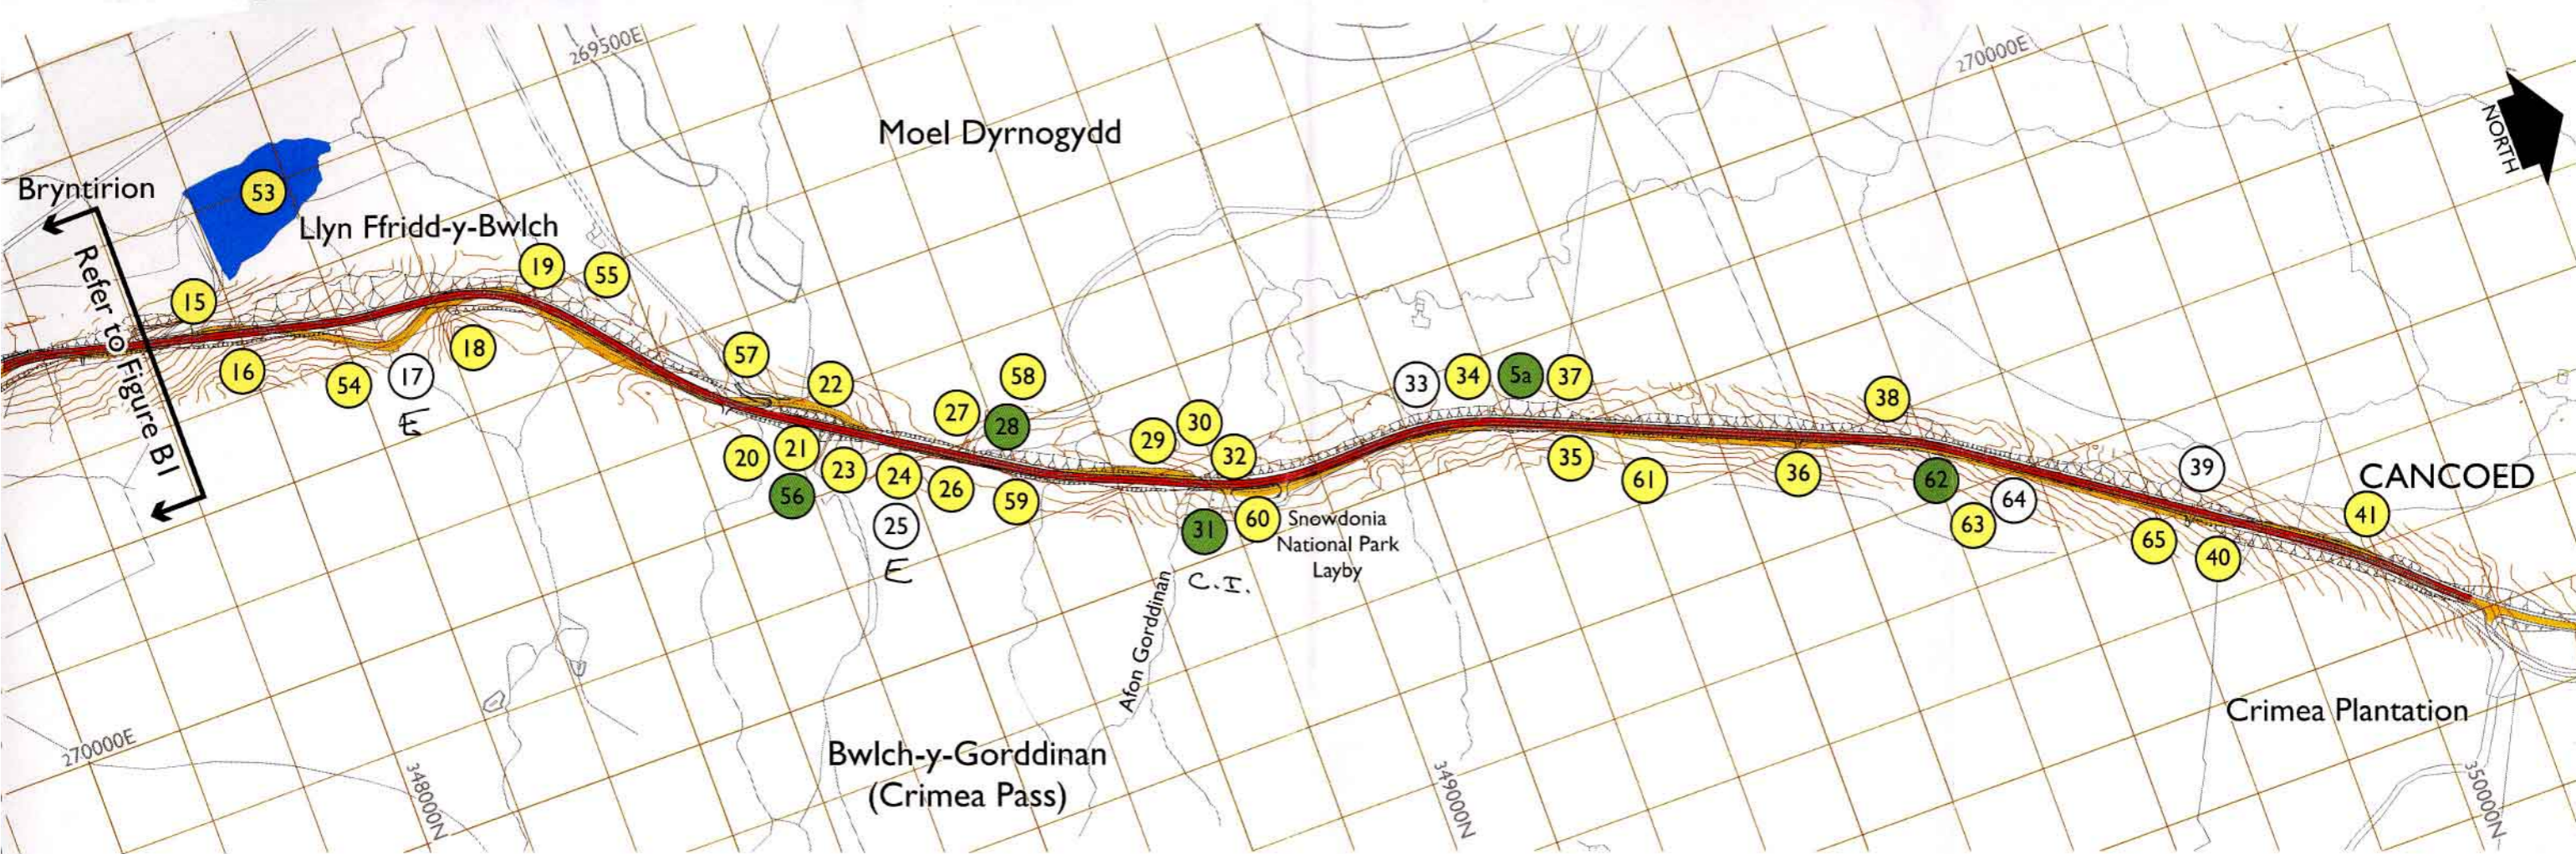 269500E
270000E
Moel Dyrnogydd
NORTH
Bryntirion
53
Llyn Ffridd-y-Bwlch
Refer to Figure B1
15
19
55
16
54
17
18
E
57
22
58
27
28
20
21
23
24
26
59
56
25
E
29
30
32
31
60
Snowdonia
National Park
Layby
C.I.
Afon Gorddinan
33
34
5a
37
38
35
61
36
62
63
64
39
65
40
41
CANCOED
Crimea Plantation
Bwlch-y-Gorddinan
(Crimea Pass)
270000E
348000N
349000N
350000N